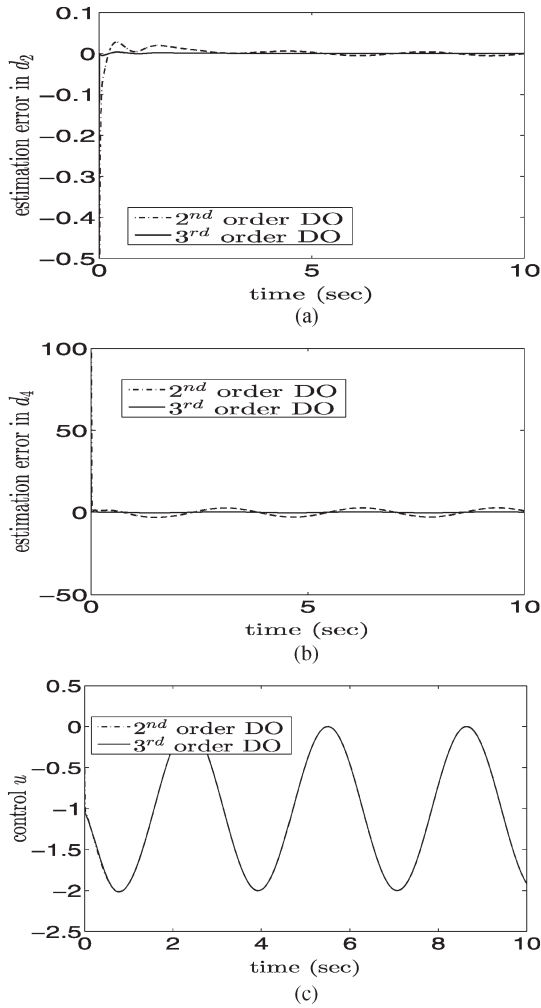 0.1
0
−0.1
−0.2
−0.3
−0.4
−0.5
estimation error in d2
2nd order DO
3rd order DO
0 5 10
time (sec)
(a)
100
50
0
−50
estimation error in d4
2nd order DO
3rd order DO
0 5 10
time (sec)
(b)
0.5
0
−0.5
−1
−1.5
−2
−2.5
control u
2nd order DO
3rd order DO
0 2 4 6 8 10
time (sec)
(c)